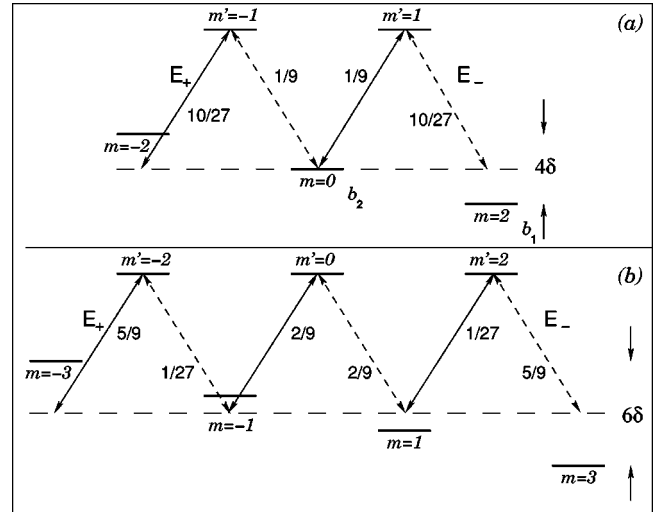 m'=−1 m'=1 (a)
E+ 1/9 1/9 E−
10/27 10/27
m=−2 4δ
m=0 b2
m=2 b1
m'=−2 m'=0 m'=2 (b)
E+ 5/9 2/9 1/27 E−
m=−3 1/27 2/9 5/9
m=−1 6δ
m=1
m=3